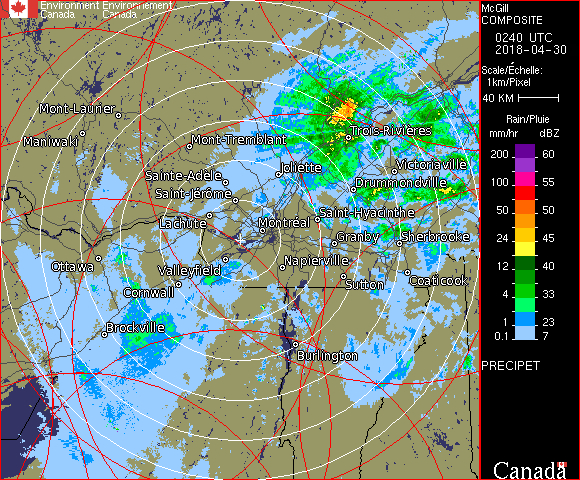 Environment Environnement
Canada Canada
Mont-Laurier
Maniwaki
Mont-Tremblant
Trois-Rivières
Joliette
Victoriaville
Sainte-Adèle
Drummondville
Saint-Jérôme
Saint-Hyacinthe
Lachute
Montréal
Granby
Sherbrooke
Ottawa
Valleyfield
Napierville
Cornwall
Sutton
Coaticook
Brockville
Burlington
McGill
COMPOSITE
0240 UTC
2018-04-30
Scale/Échelle:
1km/Pixel
40 KM
Rain/Pluie
mm/hr dBZ
200 60
100 55
50 50
24 45
12 40
4 33
1 23
0.1 7
PRECIPET
Canada